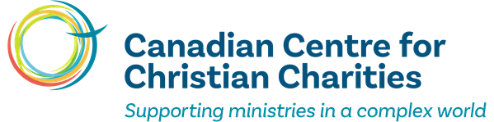 Canadian Centre for
Christian Charities
Supporting ministries in a complex world